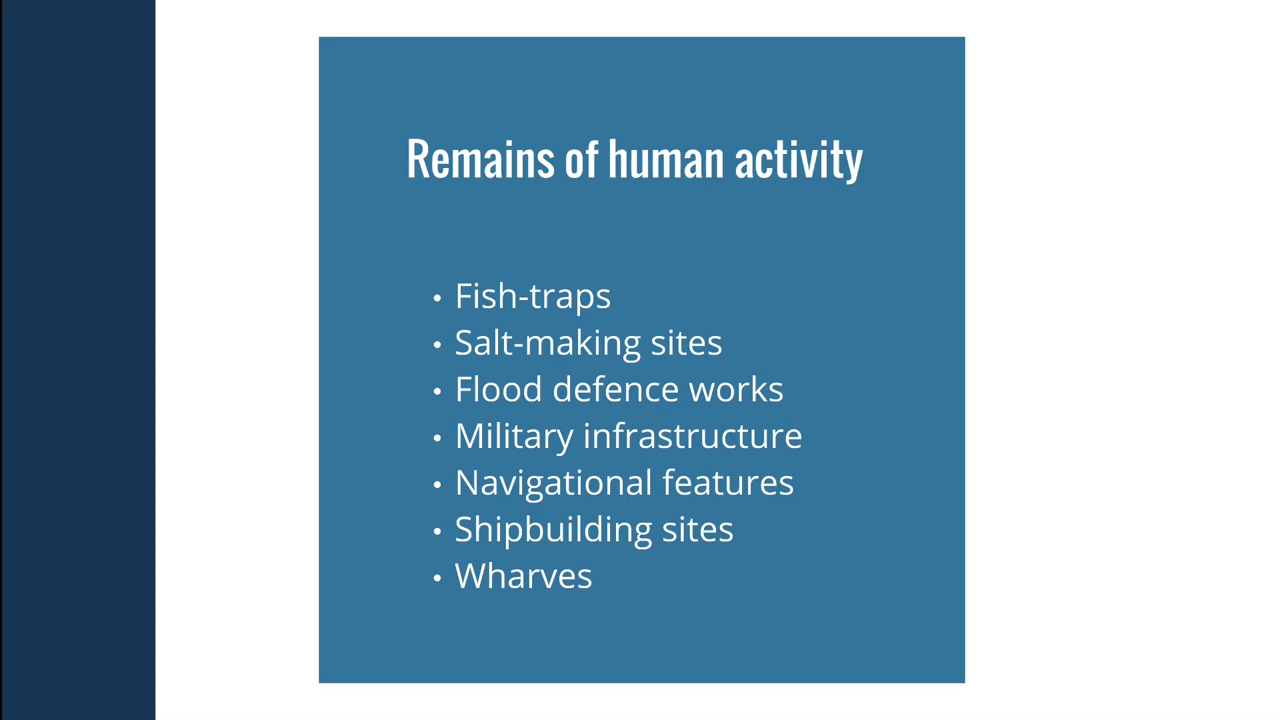 Remains of human activity
• Fish-traps
• Salt-making sites
• Flood defence works
• Military infrastructure
• Navigational features
• Shipbuilding sites
• Wharves